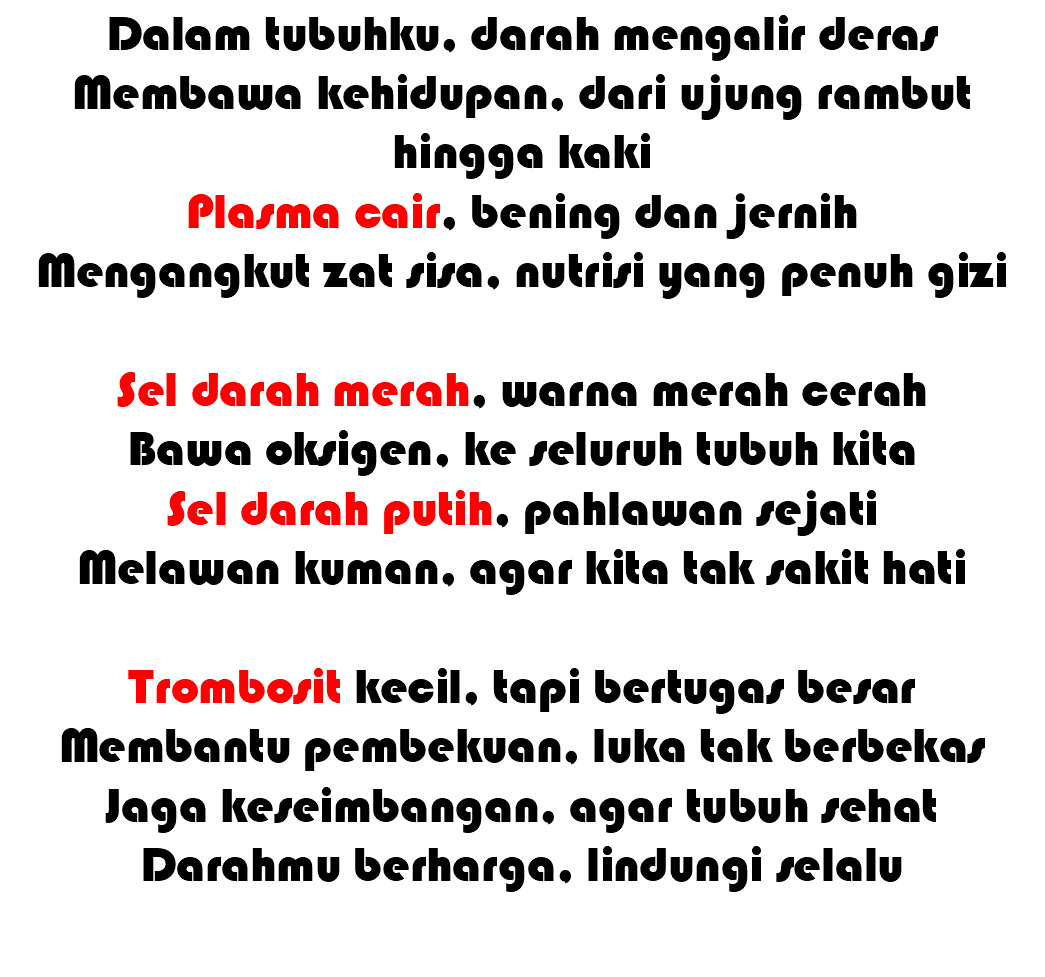 Dalam tubuhku, darah mengalir deras
Membawa kehidupan, dari ujung rambut
hingga kaki
Plasma cair, bening dan jernih
Mengangkut zat sisa, nutrisi yang penuh gizi
Sel darah merah, warna merah cerah
Bawa oksigen, ke seluruh tubuh kita
Sel darah putih, pahlawan sejati
Melawan kuman, agar kita tak sakit hati
Trombosit kecil, tapi bertugas besar
Membantu pembekuan, luka tak berbekas
Jaga keseimbangan, agar tubuh sehat
Darahmu berharga, lindungi selalu